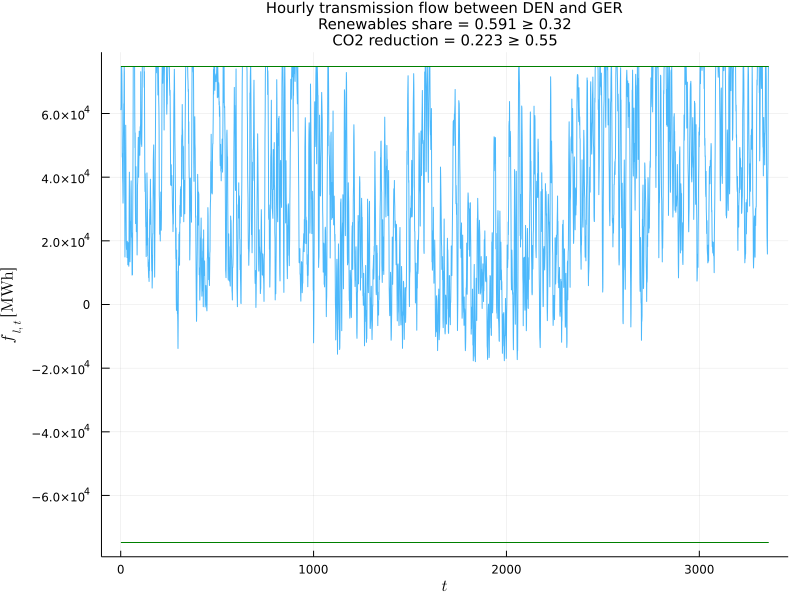 Hourly transmission flow between DEN and GER
Renewables share = 0.591 ≥ 0.32
CO2 reduction = 0.223 ≥ 0.55
6.0×10⁴
4.0×10⁴
2.0×10⁴
0
−2.0×10⁴
−4.0×10⁴
−6.0×10⁴
f_{l,t} [MWh]
0 1000 2000 3000
t